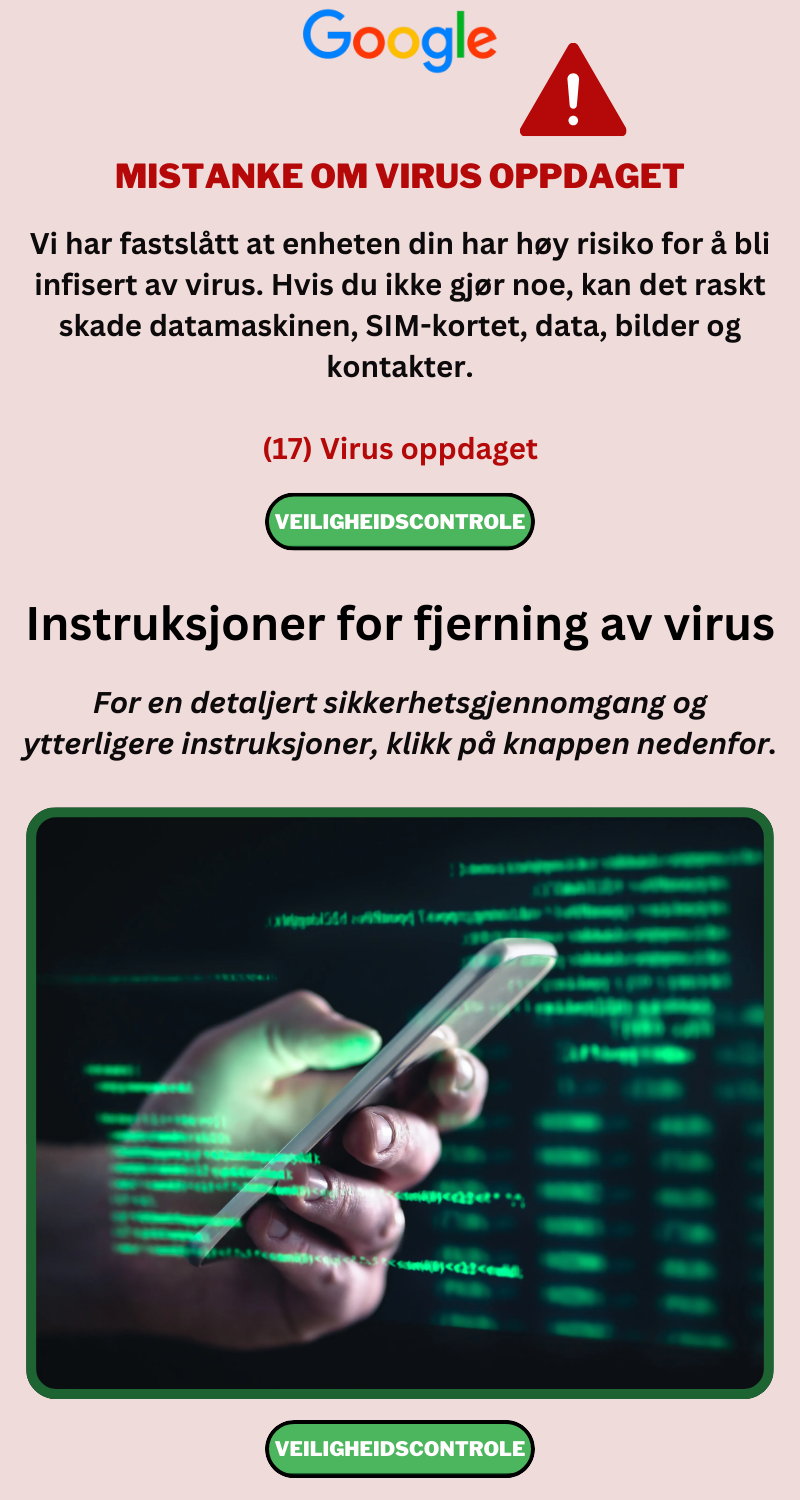 Google
MISTANKE OM VIRUS OPPDAGET
Vi har fastslått at enheten din har høy risiko for å bli
infisert av virus. Hvis du ikke gjør noe, kan det raskt
skade datamaskinen, SIM-kortet, data, bilder og
kontakter.
(17) Virus oppdaget
VEILIGHEIDSCONTROLE
Instruksjoner for fjerning av virus
For en detaljert sikkerhetsgjennomgang og
ytterligere instruksjoner, klikk på knappen nedenfor.
VEILIGHEIDSCONTROLE